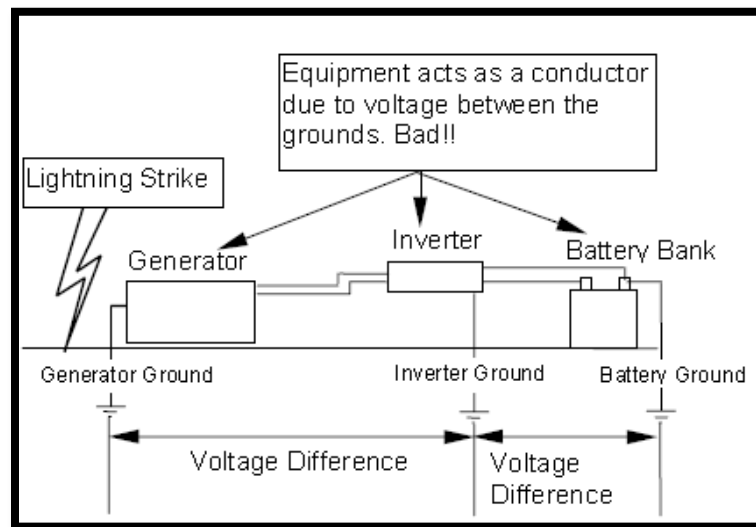 Equipment acts as a conductor
due to voltage between the
grounds. Bad!!
Lightning Strike
Generator
Inverter
Battery Bank
Generator Ground
Inverter Ground
Battery Ground
Voltage Difference
Voltage
Difference